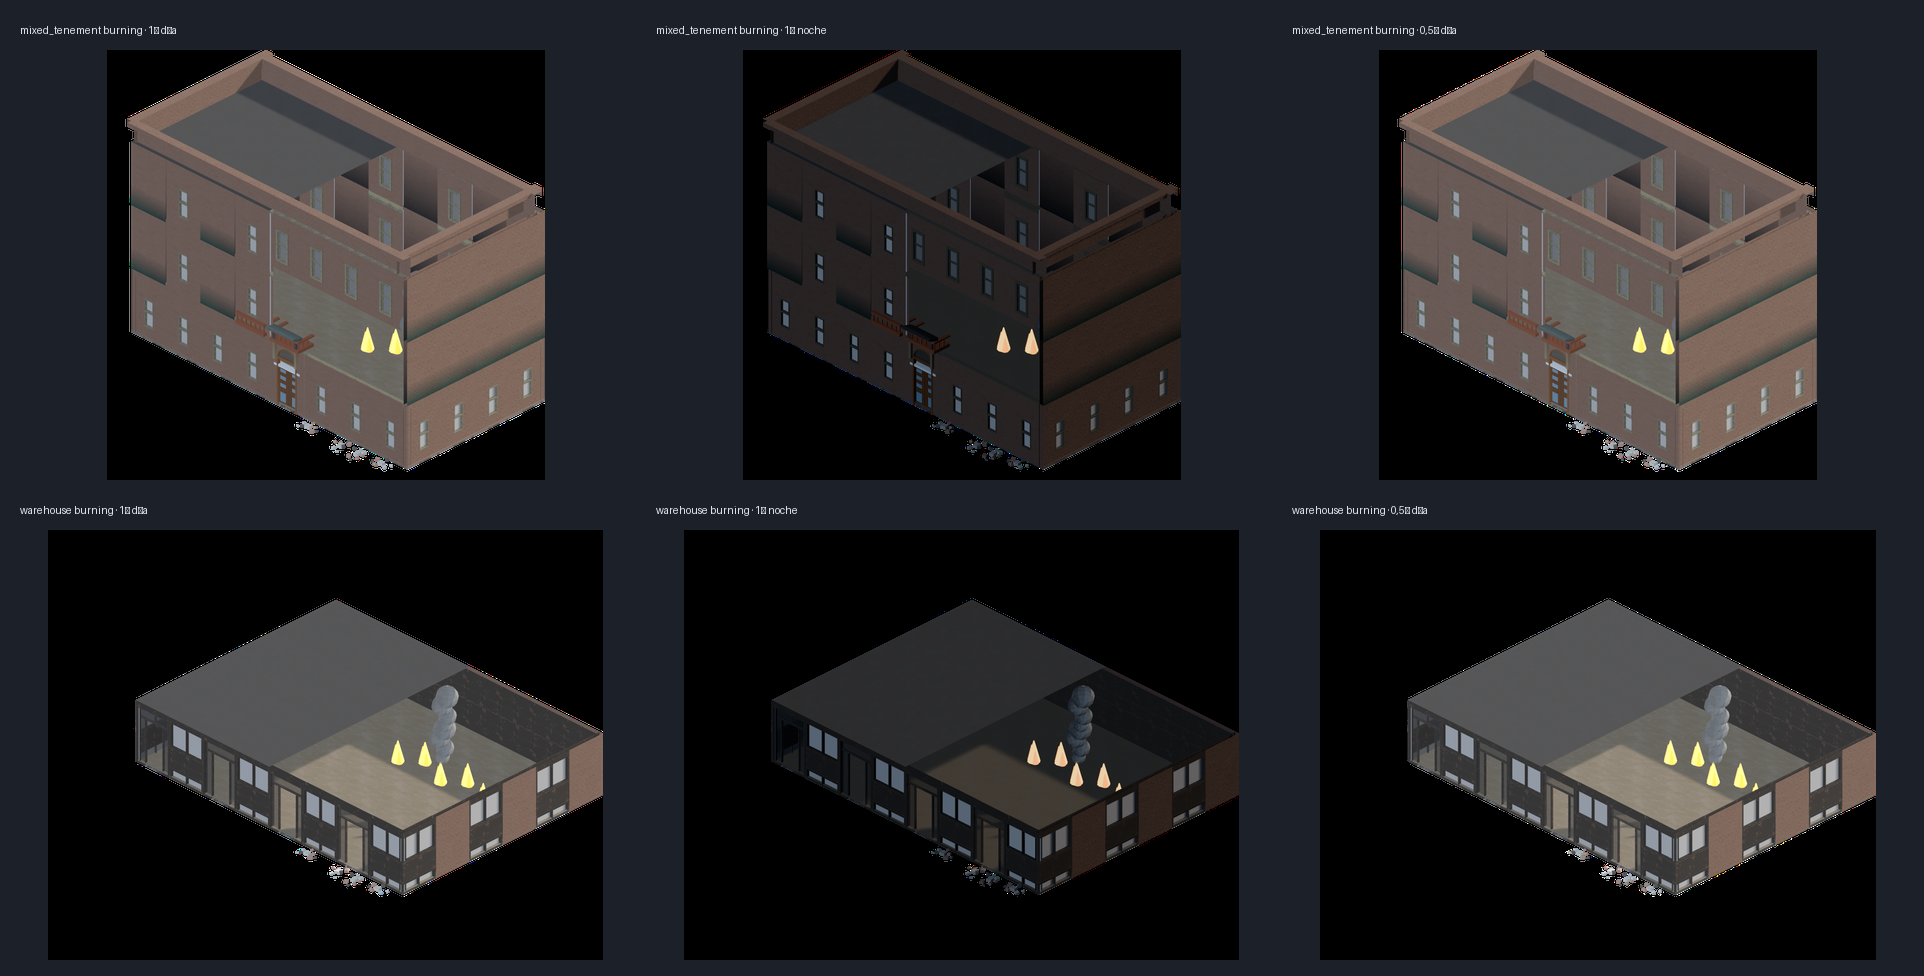 mixed_tenement burning · 1▯ d▯a
mixed_tenement burning · 1▯ noche
mixed_tenement burning · 0,5▯ d▯a
warehouse burning · 1▯ d▯a
warehouse burning · 1▯ noche
warehouse burning · 0,5▯ d▯a